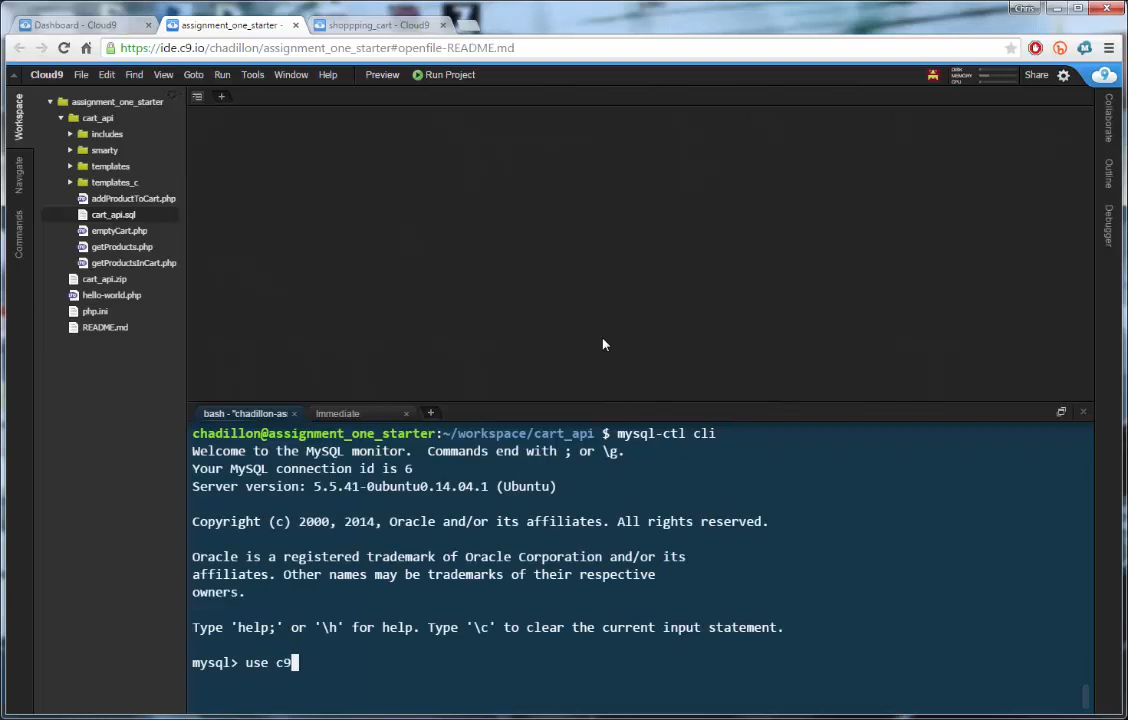 Chris
Dashboard - Cloud9
assignment_one_starter -
shoppping_cart - Cloud9
https://ide.c9.io/chadillon/assignment_one_starter#openfile-README.md
Cloud9 File Edit Find View Goto Run Tools Window Help Preview Run Project
DISK
MEMORY
CPU
Share
Workspace
Navigate
Commands
assignment_one_starter
cart_api
includes
smarty
templates
templates_c
addProductToCart.php
cart_api.sql
emptyCart.php
getProducts.php
getProductsInCart.php
cart_api.zip
hello-world.php
php.ini
README.md
Collaborate
Outline
Debugger
bash - "chadillon-as
Immediate
chadillon@assignment_one_starter:~/workspace/cart_api $ mysql-ctl cli
Welcome to the MySQL monitor.  Commands end with ; or \g.
Your MySQL connection id is 6
Server version: 5.5.41-0ubuntu0.14.04.1 (Ubuntu)
Copyright (c) 2000, 2014, Oracle and/or its affiliates. All rights reserved.
Oracle is a registered trademark of Oracle Corporation and/or its
affiliates. Other names may be trademarks of their respective
owners.
Type 'help;' or '\h' for help. Type '\c' to clear the current input statement.
mysql> use c9